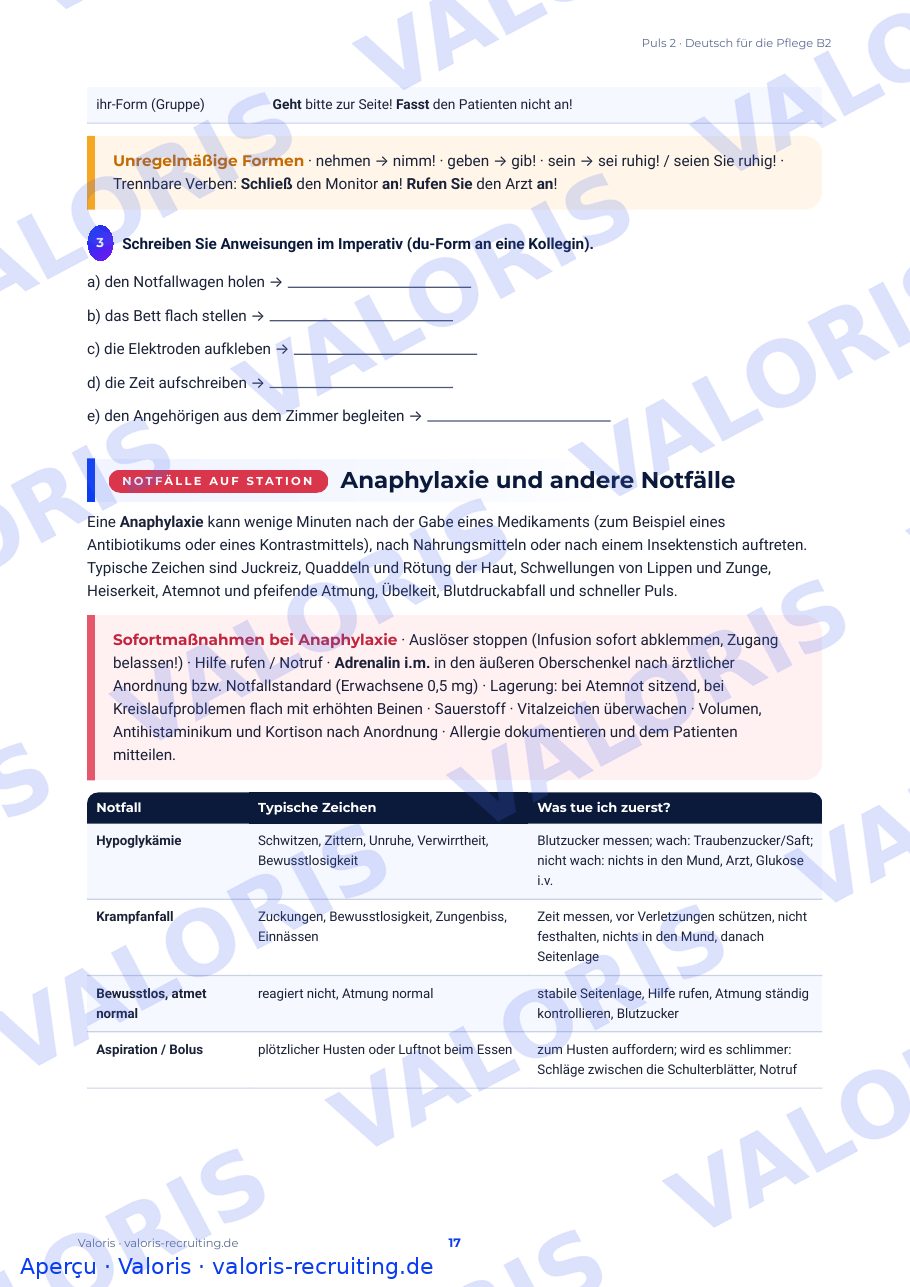 Puls 2 · Deutsch für die Pflege B2
ihr-Form (Gruppe) Geht bitte zur Seite! Fasst den Patienten nicht an!
Unregelmäßige Formen · nehmen → nimm! · geben → gib! · sein → sei ruhig! / seien Sie ruhig! ·
Trennbare Verben: Schließ den Monitor an! Rufen Sie den Arzt an!
3 Schreiben Sie Anweisungen im Imperativ (du-Form an eine Kollegin).
a) den Notfallwagen holen →
b) das Bett flach stellen →
c) die Elektroden aufkleben →
d) die Zeit aufschreiben →
e) den Angehörigen aus dem Zimmer begleiten →
NOTFÄLLE AUF STATION Anaphylaxie und andere Notfälle
Eine Anaphylaxie kann wenige Minuten nach der Gabe eines Medikaments (zum Beispiel eines
Antibiotikums oder eines Kontrastmittels), nach Nahrungsmitteln oder nach einem Insektenstich auftreten.
Typische Zeichen sind Juckreiz, Quaddeln und Rötung der Haut, Schwellungen von Lippen und Zunge,
Heiserkeit, Atemnot und pfeifende Atmung, Übelkeit, Blutdruckabfall und schneller Puls.
Sofortmaßnahmen bei Anaphylaxie · Auslöser stoppen (Infusion sofort abklemmen, Zugang
belassen!) · Hilfe rufen / Notruf · Adrenalin i.m. in den äußeren Oberschenkel nach ärztlicher
Anordnung bzw. Notfallstandard (Erwachsene 0,5 mg) · Lagerung: bei Atemnot sitzend, bei
Kreislaufproblemen flach mit erhöhten Beinen · Sauerstoff · Vitalzeichen überwachen · Volumen,
Antihistaminikum und Kortison nach Anordnung · Allergie dokumentieren und dem Patienten
mitteilen.
Notfall Typische Zeichen Was tue ich zuerst?
Hypoglykämie Schwitzen, Zittern, Unruhe, Verwirrtheit, Blutzucker messen; wach: Traubenzucker/Saft;
Bewusstlosigkeit nicht wach: nichts in den Mund, Arzt, Glukose
i.v.
Krampfanfall Zuckungen, Bewusstlosigkeit, Zungenbiss, Zeit messen, vor Verletzungen schützen, nicht
Einnässen festhalten, nichts in den Mund, danach
Seitenlage
Bewusstlos, atmet reagiert nicht, Atmung normal stabile Seitenlage, Hilfe rufen, Atmung ständig
normal kontrollieren, Blutzucker
Aspiration / Bolus plötzlicher Husten oder Luftnot beim Essen zum Husten auffordern; wird es schlimmer:
Schläge zwischen die Schulterblätter, Notruf
Valoris · valoris-recruiting.de 17
Aperçu · Valoris · valoris-recruiting.de
VALORIS